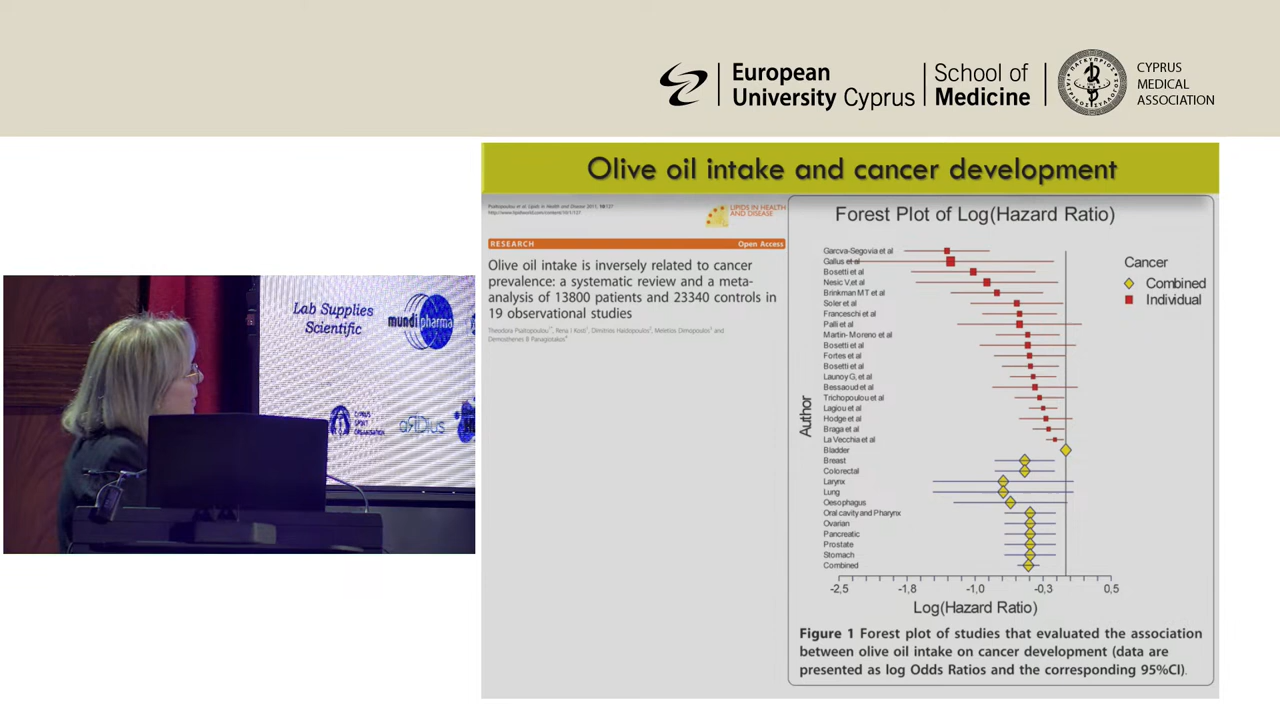 European
University Cyprus
School of
Medicine
CYPRUS
MEDICAL
ASSOCIATION
Olive oil intake and cancer development
LIPIDS IN HEALTH
AND DISEASE
RESEARCH
Open Access
Olive oil intake is inversely related to cancer
prevalence: a systematic review and a meta-
analysis of 13800 patients and 23340 controls in
19 observational studies
Forest Plot of Log(Hazard Ratio)
Gallus et al
Bosetti et al
Nesic V,et al
Brinkman MT et al
Soler et al
Franceschi et al
Palli et al
Martin-Moreno et al
Bosetti et al
Fortes et al
Bosetti et al
Launoy G, et al
Bessaoud et al
Trichopoulou et al
Lagiou et al
Hodge et al
Braga et al
La Vecchia et al
Bladder
Breast
Colorectal
Larynx
Lung
Oesophagus
Oral cavity and Pharynx
Ovarian
Pancreatic
Prostate
Stomach
Combined
Author
Cancer
Combined
Individual
-2,5 -1,8 -1,0 -0,3 0,5
Log(Hazard Ratio)
Figure 1 Forest plot of studies that evaluated the association
between olive oil intake on cancer development (data are
presented as log Odds Ratios and the corresponding 95%CI).
Lab Supplies
Scientific
mundipharma
CYPRUS
SPORT
ORGANISATION